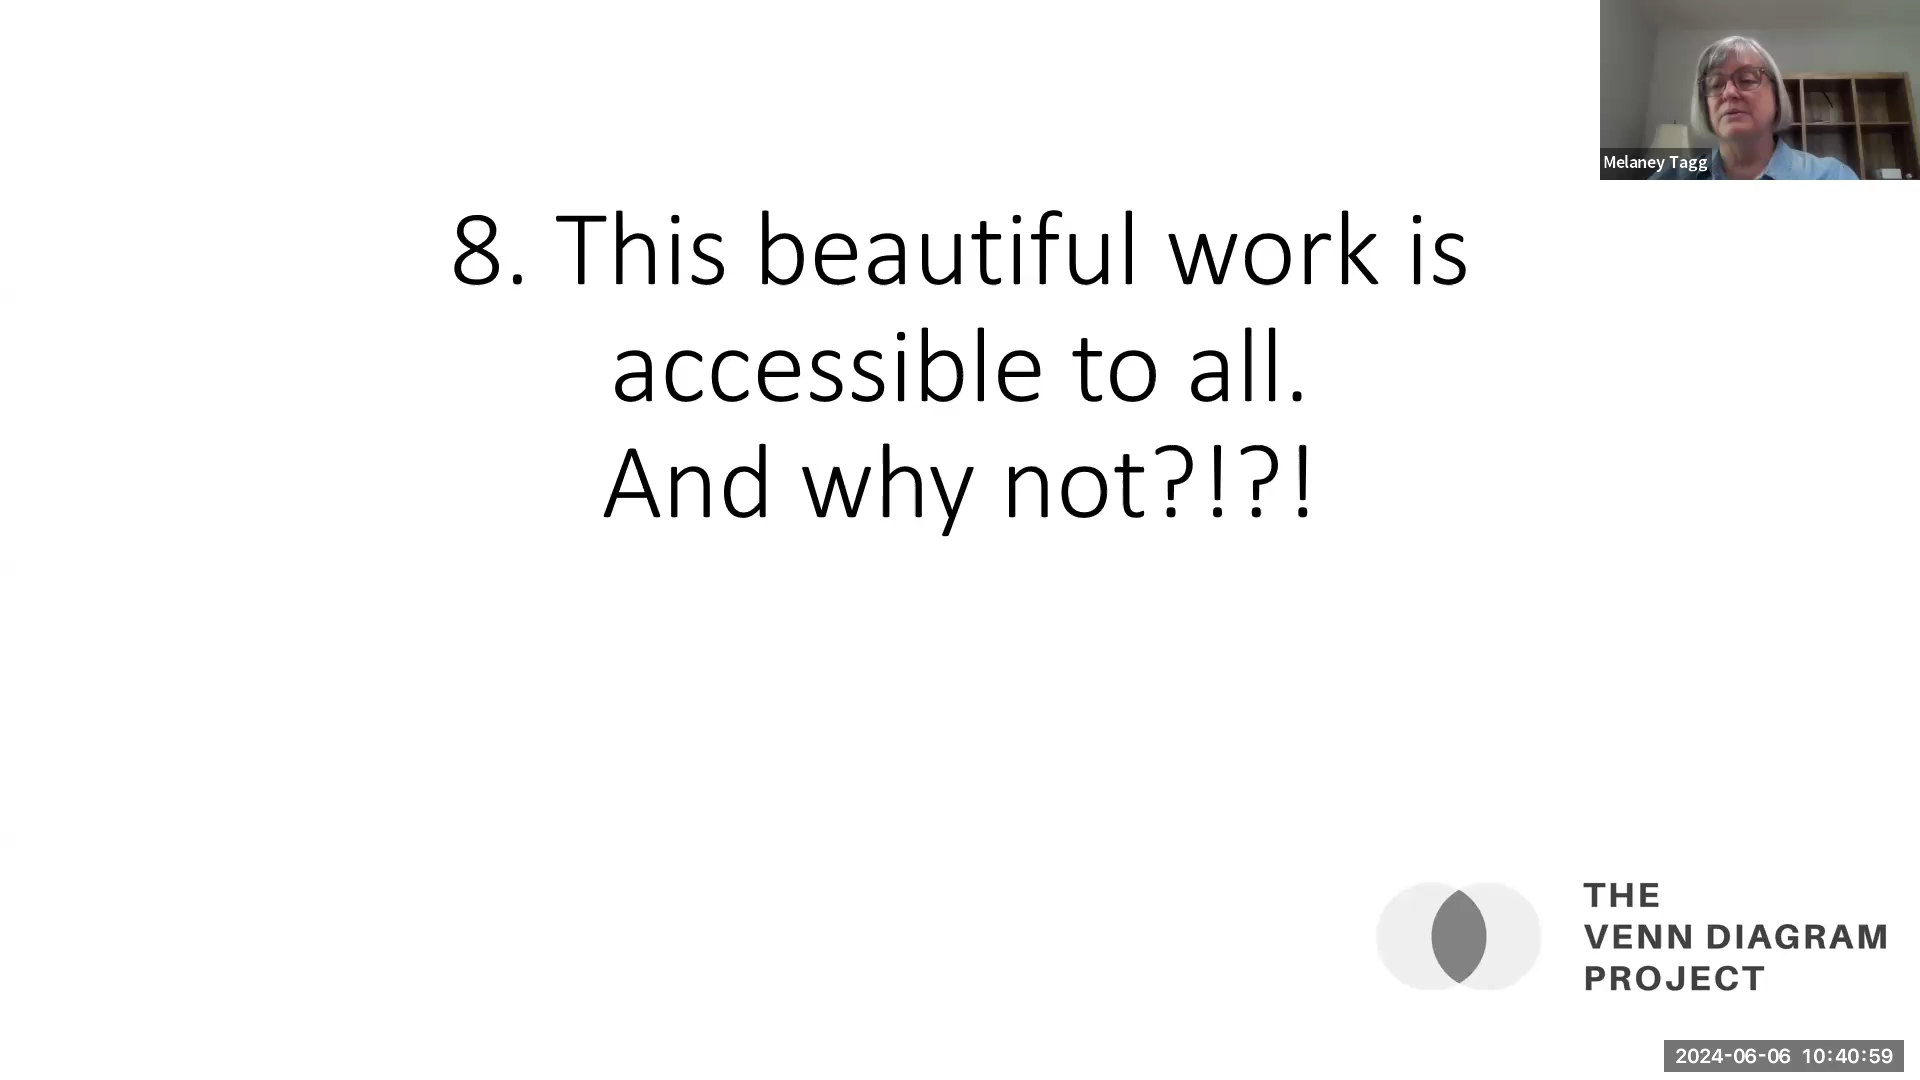 Melaney Tagg
8. This beautiful work is
accessible to all.
And why not?!?!
THE
VENN DIAGRAM
PROJECT
2024-06-06 10:40:59